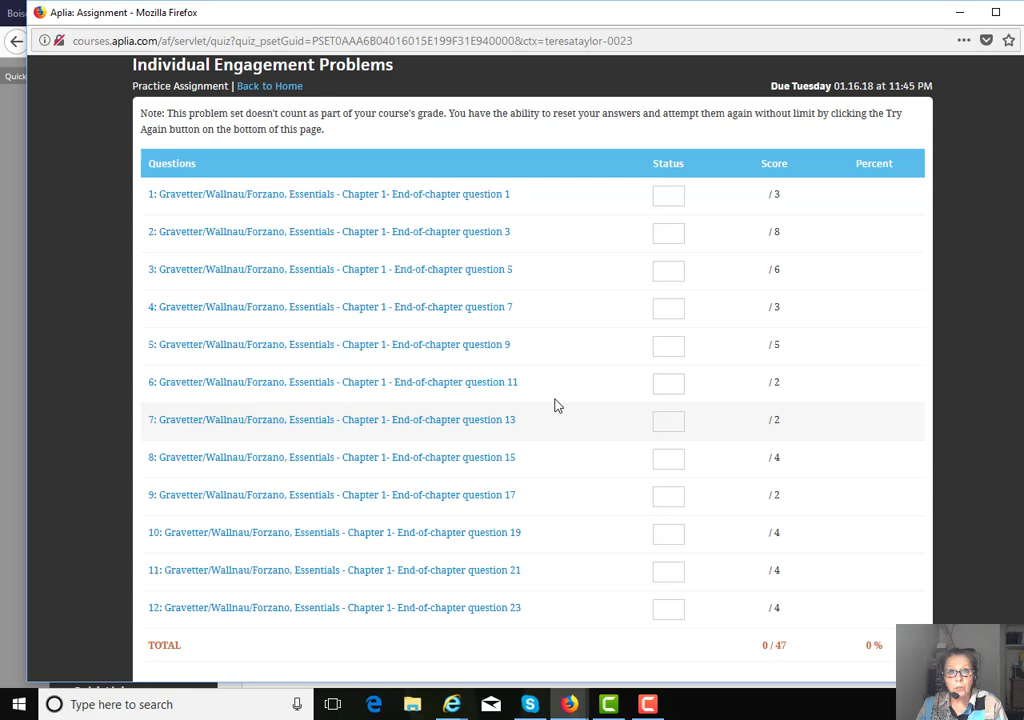 Bois
Aplia: Assignment - Mozilla Firefox
courses.aplia.com/af/servlet/quiz?quiz_psetGuid=PSET0AAA6B04016015E199F31E940000&ctx=teresataylor-0023
Quick
Individual Engagement Problems
Practice Assignment | Back to Home
Due Tuesday 01.16.18 at 11:45 PM
Note: This problem set doesn't count as part of your course's grade. You have the ability to reset your answers and attempt them again without limit by clicking the Try
Again button on the bottom of this page.
Questions Status Score Percent
1: Gravetter/Wallnau/Forzano, Essentials - Chapter 1- End-of-chapter question 1 / 3
2: Gravetter/Wallnau/Forzano, Essentials - Chapter 1- End-of-chapter question 3 / 8
3: Gravetter/Wallnau/Forzano, Essentials - Chapter 1 - End-of-chapter question 5 / 6
4: Gravetter/Wallnau/Forzano, Essentials - Chapter 1 - End-of-chapter question 7 / 3
5: Gravetter/Wallnau/Forzano, Essentials - Chapter 1- End-of-chapter question 9 / 5
6: Gravetter/Wallnau/Forzano, Essentials - Chapter 1 - End-of-chapter question 11 / 2
7: Gravetter/Wallnau/Forzano, Essentials - Chapter 1- End-of-chapter question 13 / 2
8: Gravetter/Wallnau/Forzano, Essentials - Chapter 1- End-of-chapter question 15 / 4
9: Gravetter/Wallnau/Forzano, Essentials - Chapter 1- End-of-chapter question 17 / 2
10: Gravetter/Wallnau/Forzano, Essentials - Chapter 1- End-of-chapter question 19 / 4
11: Gravetter/Wallnau/Forzano, Essentials - Chapter 1- End-of-chapter question 21 / 4
12: Gravetter/Wallnau/Forzano, Essentials - Chapter 1- End-of-chapter question 23 / 4
TOTAL 0 / 47 0 %
Type here to search